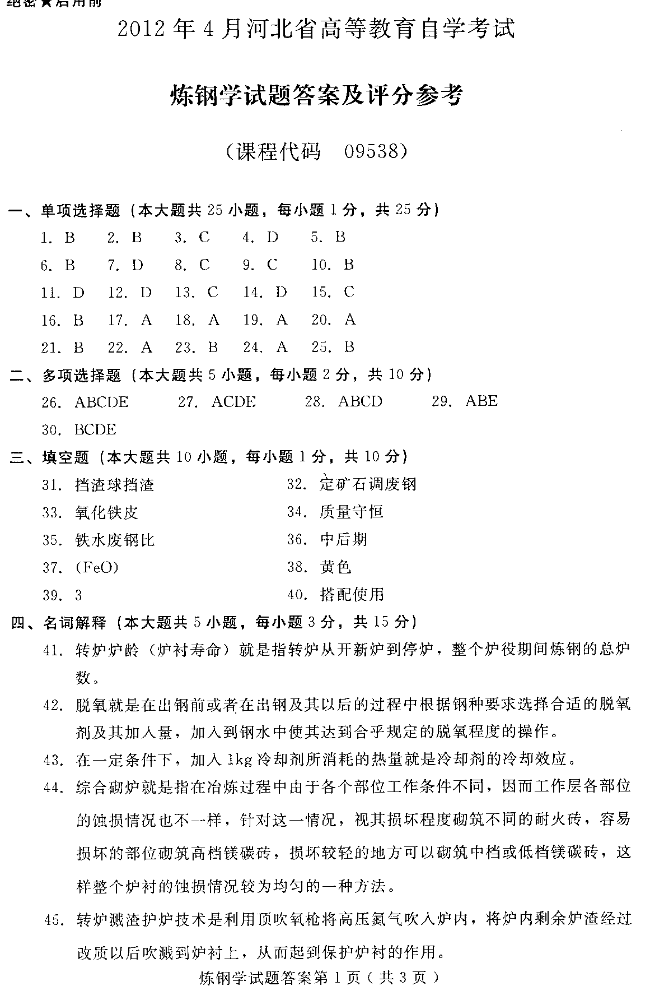 绝密★启用前
2012 年 4 月河北省高等教育自学考试
炼钢学试题答案及评分参考
(课程代码　09538)
一、单项选择题（本大题共 25 小题，每小题 1 分，共 25 分）
1. B　2. B　3. C　4. D　5. B
6. B　7. D　8. C　9. C　10. B
11. D　12. D　13. C　14. D　15. C
16. B　17. A　18. A　19. A　20. A
21. B　22. A　23. B　24. A　25. B
二、多项选择题（本大题共 5 小题，每小题 2 分，共 10 分）
26. ABCDE　27. ACDE　28. ABCD　29. ABE
30. BCDE
三、填空题（本大题共 10 小题，每小题 1 分，共 10 分）
31. 挡渣球挡渣　32. 定矿石调废钢
33. 氧化铁皮　34. 质量守恒
35. 铁水废钢比　36. 中后期
37. (FeO)　38. 黄色
39. 3　40. 搭配使用
四、名词解释（本大题共 5 小题，每小题 3 分，共 15 分）
41. 转炉炉龄（炉衬寿命）就是指转炉从开新炉到停炉，整个炉役期间炼钢的总炉
数。
42. 脱氧就是在出钢前或者在出钢及其以后的过程中根据钢种要求选择合适的脱氧
剂及其加入量，加入到钢水中使其达到合乎规定的脱氧程度的操作。
43. 在一定条件下，加入 1kg 冷却剂所消耗的热量就是冷却剂的冷却效应。
44. 综合砌炉就是指在冶炼过程中由于各个部位工作条件不同，因而工作层各部位
的蚀损情况也不一样，针对这一情况，视其损坏程度砌筑不同的耐火砖，容易
损坏的部位砌筑高档镁碳砖，损坏较轻的地方可以砌筑中档或低档镁碳砖，这
样整个炉衬的蚀损情况较为均匀的一种方法。
45. 转炉溅渣护炉技术是利用顶吹氧枪将高压氮气吹入炉内，将炉内剩余炉渣经过
改质以后吹溅到炉衬上，从而起到保护炉衬的作用。
炼钢学试题答案第 1 页（共 3 页）